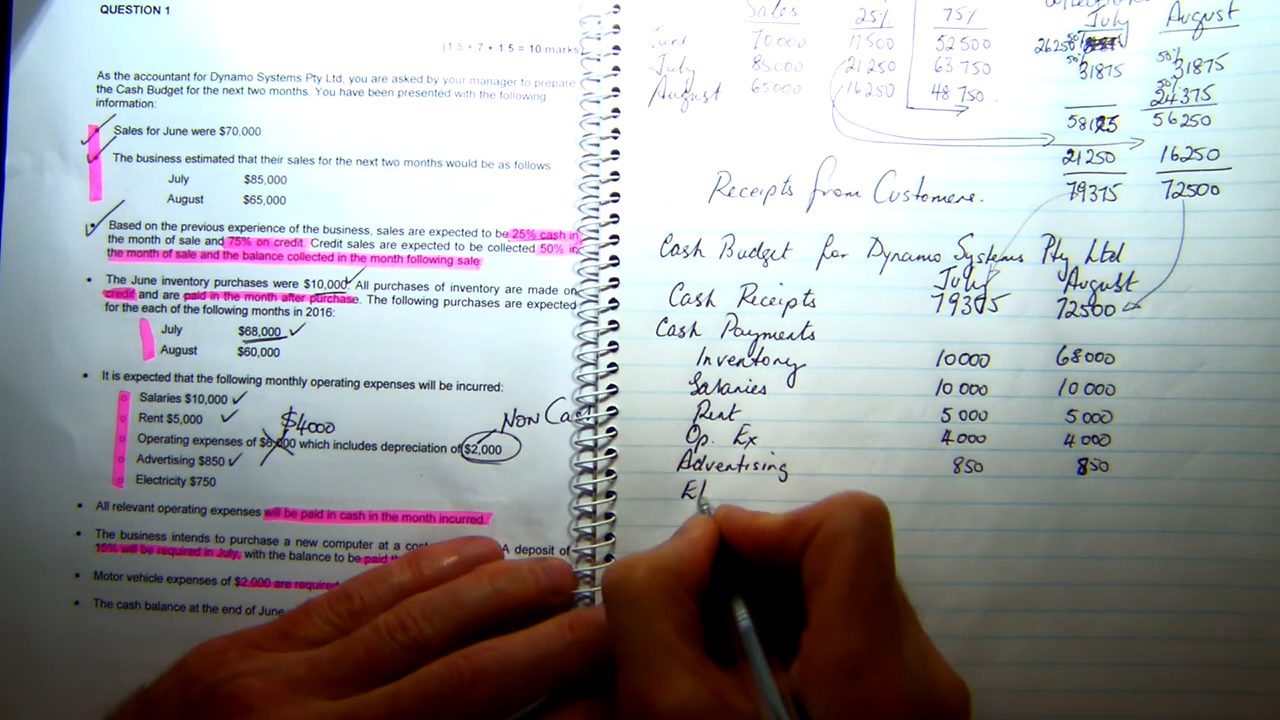 QUESTION 1
(1.5 + 7 + 1.5 = 10 marks
As the accountant for Dynamo Systems Pty Ltd, you are asked by your manager to prepare
the Cash Budget for the next two months. You have been presented with the following
information:
Sales for June were $70,000
The business estimated that their sales for the next two months would be as follows
July $85,000
August $65,000
Based on the previous experience of the business, sales are expected to be 25% cash in
the month of sale and 75% on credit. Credit sales are expected to be collected 50% in
the month of sale and the balance collected in the month following sale
The June inventory purchases were $10,000. All purchases of inventory are made on
credit and are paid in the month after purchase. The following purchases are expected
for the each of the following months in 2016:
July $68,000
August $60,000
It is expected that the following monthly operating expenses will be incurred:
Salaries $10,000
Rent $5,000
$4000
Non Ca
Operating expenses of $6,000 which includes depreciation of $2,000
Advertising $850
Electricity $750
All relevant operating expenses will be paid in cash in the month incurred.
The business intends to purchase a new computer at a A deposit of
15% will be required in July, with the balance to be paid
Motor vehicle expenses of $2,000 are required
The cash balance at the end of June
Sales 25% 75% July August
June 70000 17500 52500 26250 50%
July 85000 21250 63750 50% 31875 50% 31875
August 65000 16250 48750 50% 24375
58125 56250
21250 16250
Receipts from Customers. 79375 72500
Cash Budget for Dynamo Systems Pty Ltd
July August
Cash Receipts 79375 72500
Cash Payments
Inventory 10000 68000
Salaries 10000 10000
Rent 5000 5000
Op. Ex 4000 4000
Advertising 850 850
El